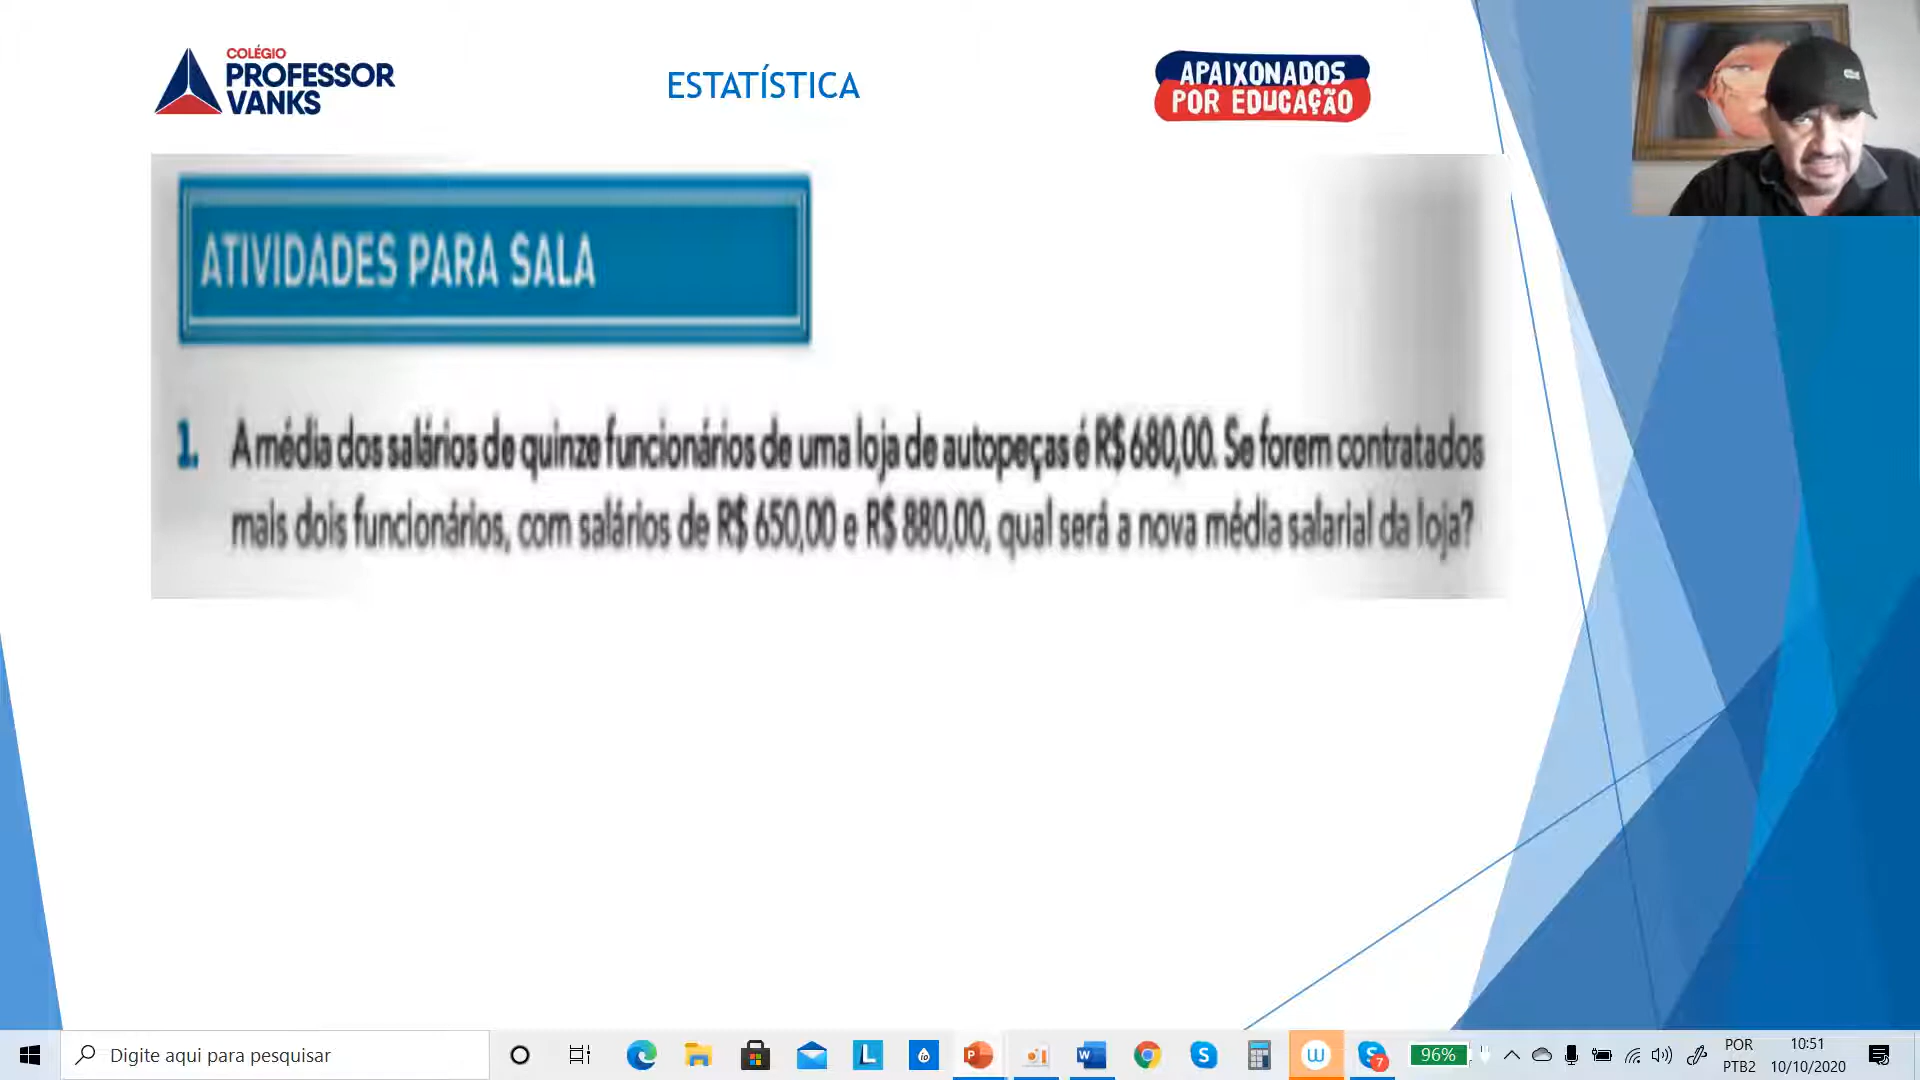 COLÉGIO
PROFESSOR
VANKS
ESTATÍSTICA
APAIXONADOS
POR EDUCAÇÃO
ATIVIDADES PARA SALA
1. A média dos salários de quinze funcionários de uma loja de autopeças é R$ 680,00. Se forem contratados
mais dois funcionários, com salários de R$ 650,00 e R$ 880,00, qual será a nova média salarial da loja?
Digite aqui para pesquisar
96%
POR
PTB2
10:51
10/10/2020